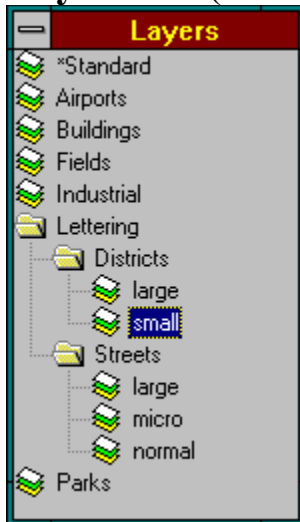 Layers
*Standard
Airports
Buildings
Fields
Industrial
Lettering
Districts
large
small
Streets
large
micro
normal
Parks